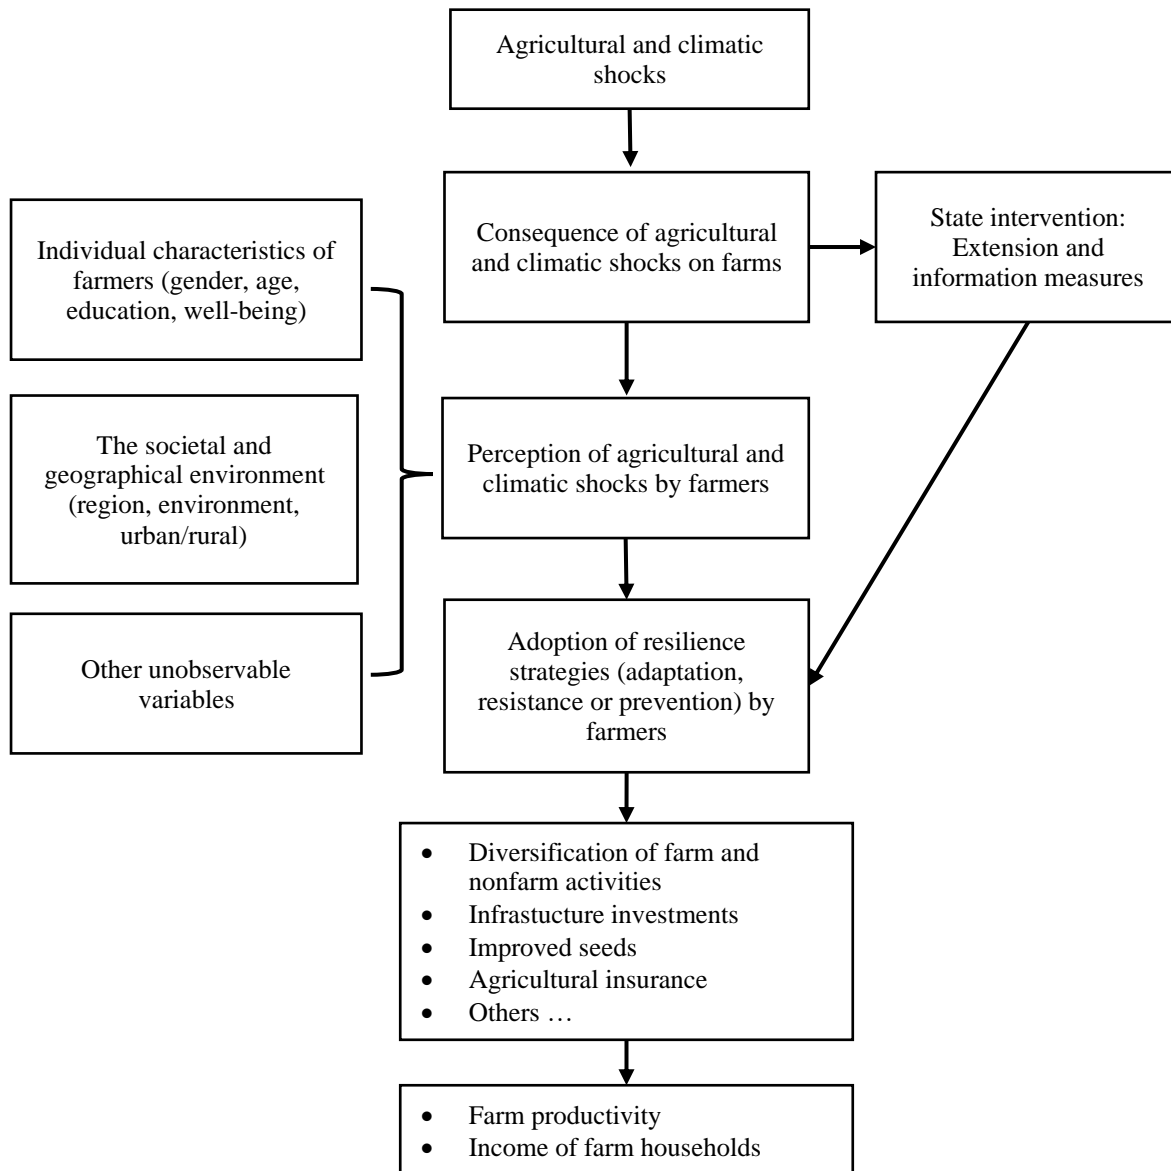 Agricultural and climatic
shocks
Consequence of agricultural
and climatic shocks on farms
State intervention:
Extension and
information measures
Individual characteristics of
farmers (gender, age,
education, well-being)
The societal and
geographical environment
(region, environment,
urban/rural)
Other unobservable
variables
Perception of agricultural and
climatic shocks by farmers
Adoption of resilience
strategies (adaptation,
resistance or prevention) by
farmers
• Diversification of farm and
nonfarm activities
• Infrastucture investments
• Improved seeds
• Agricultural insurance
• Others …
• Farm productivity
• Income of farm households